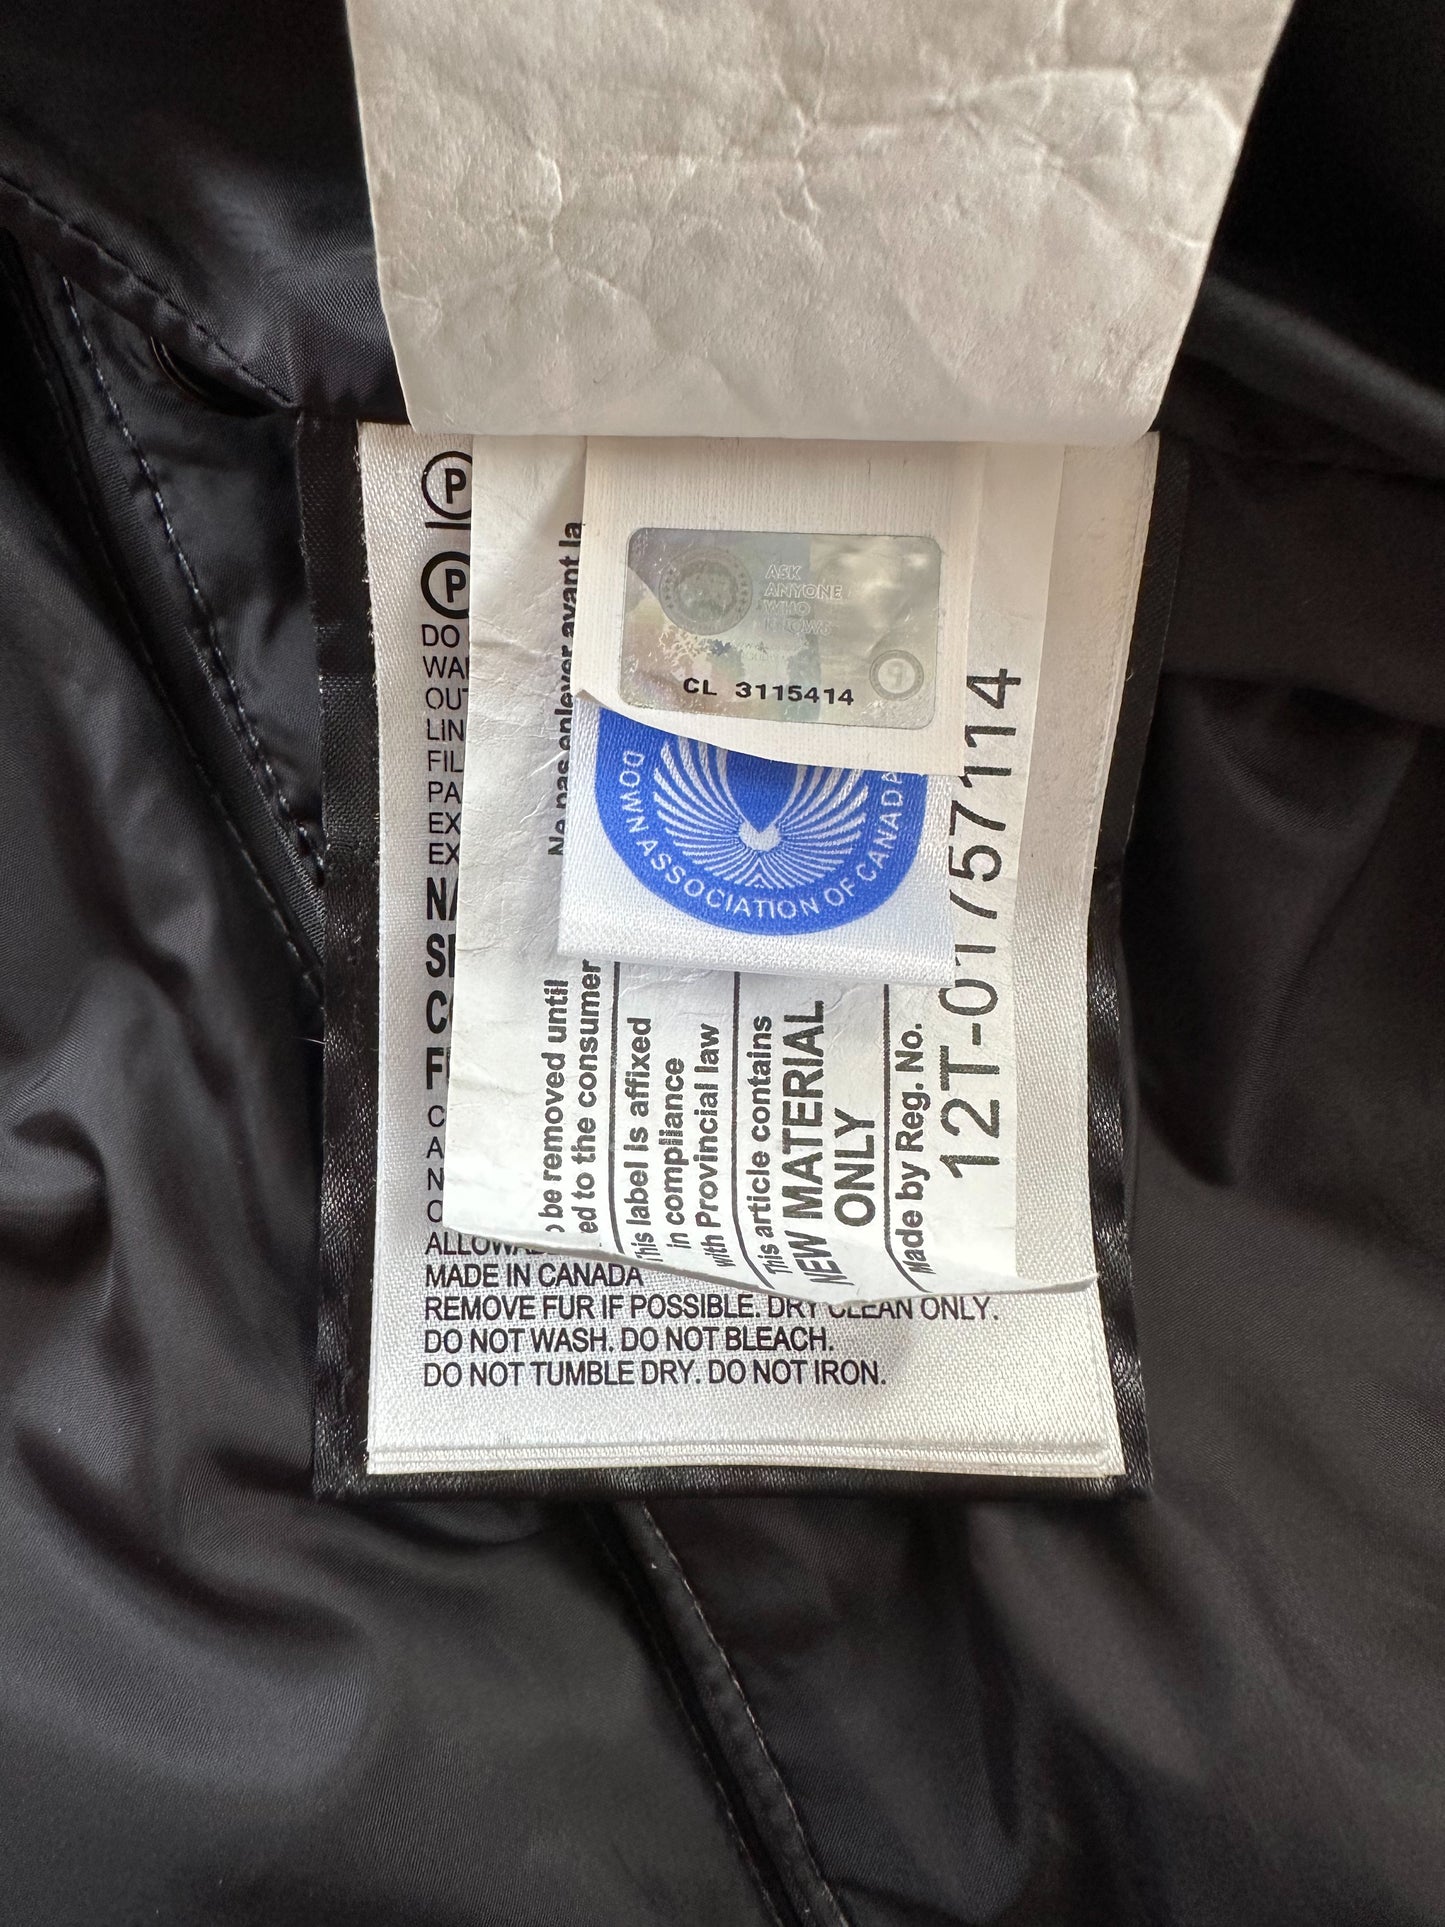 P
P
DO
WA
OUT
LIN
FIL
PA
EX
EX
C
A
N
ALLOWA
MADE IN CANADA
REMOVE FUR IF POSSIBLE. DRY CLEAN ONLY.
DO NOT WASH. DO NOT BLEACH.
DO NOT TUMBLE DRY. DO NOT IRON.
Ne pas enlever avant la
be removed until
ed to the consumer
This label is affixed
in compliance
with Provincial law
This article contains
NEW MATERIAL
ONLY
Made by Reg. No.
12T-01757114
ASK
ANYONE
WHO
KNOWS
CL 3115414
DOWN ASSOCIATION OF CANADA